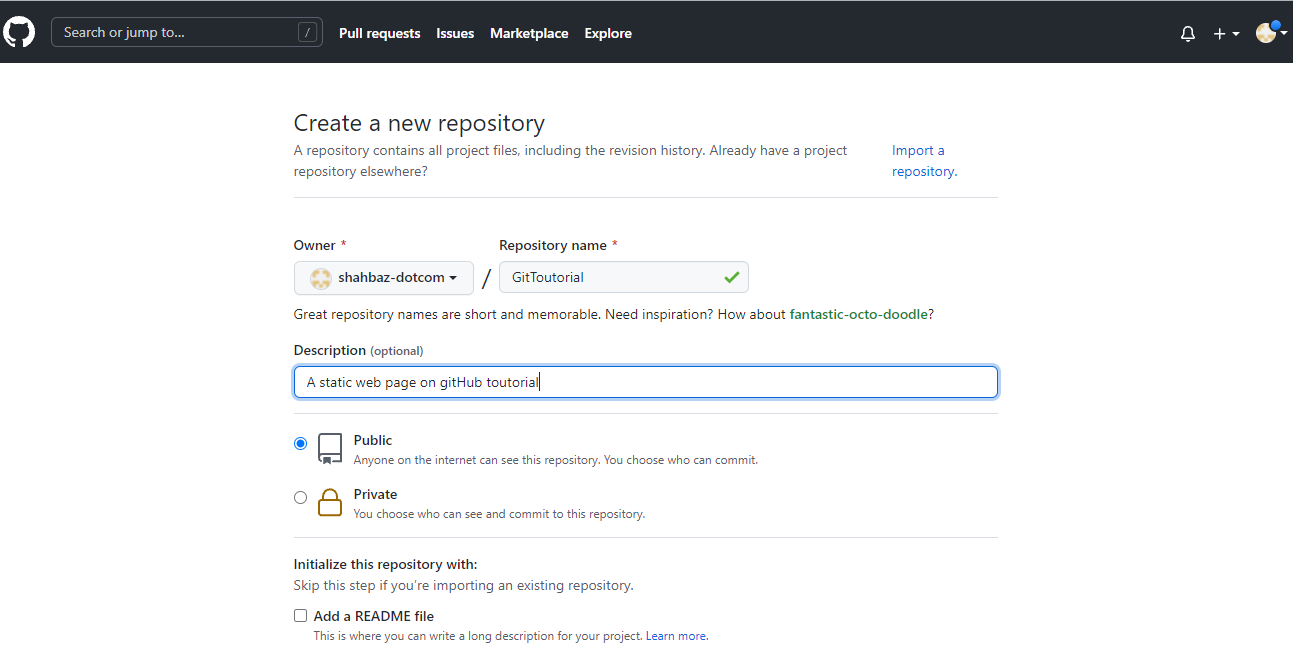 Search or jump to... /
Pull requests Issues Marketplace Explore
Create a new repository
A repository contains all project files, including the revision history. Already have a project
repository elsewhere?
Import a
repository.
Owner *
Repository name *
shahbaz-dotcom / GitToutorial
Great repository names are short and memorable. Need inspiration? How about fantastic-octo-doodle?
Description (optional)
A static web page on gitHub toutorial
Public
Anyone on the internet can see this repository. You choose who can commit.
Private
You choose who can see and commit to this repository.
Initialize this repository with:
Skip this step if you're importing an existing repository.
Add a README file
This is where you can write a long description for your project. Learn more.